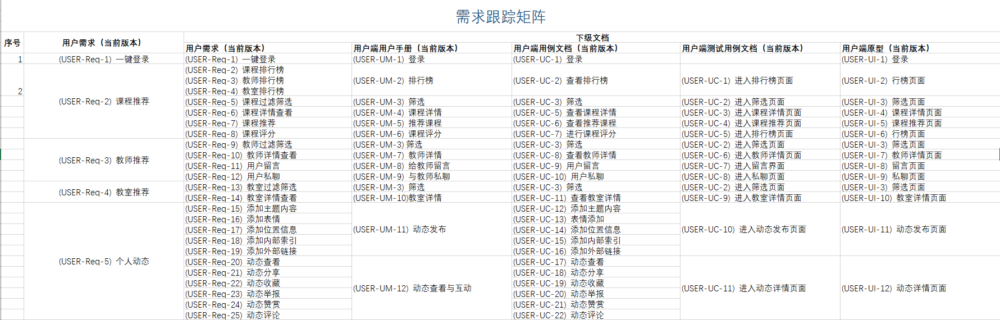 需求跟踪矩阵
序号 用户需求（当前版本） 下级文档
用户需求（当前版本） 用户端用户手册（当前版本） 用户端用例文档（当前版本） 用户端测试用例文档（当前版本） 用户端原型（当前版本）
1 (USER-Req-1) 一键登录 (USER-Req-1) 一键登录 (USER-UM-1) 登录 (USER-UC-1) 登录 (USER-UI-1) 登录
2 (USER-Req-2) 课程推荐
(USER-Req-2) 课程排行榜
(USER-Req-3) 教师排行榜 (USER-UM-2) 排行榜 (USER-UC-2) 查看排行榜 (USER-UC-1) 进入排行榜页面 (USER-UI-2) 行榜页面
(USER-Req-4) 教室排行榜
(USER-Req-5) 课程过滤筛选 (USER-UM-3) 筛选 (USER-UC-3) 筛选 (USER-UC-2) 进入筛选页面 (USER-UI-3) 筛选页面
(USER-Req-6) 课程详情查看 (USER-UM-4) 课程详情 (USER-UC-5) 查看课程详情 (USER-UC-3) 进入课程详情页面 (USER-UI-4) 课程详情页面
(USER-Req-7) 课程推荐 (USER-UM-5) 推荐课程 (USER-UC-6) 查看推荐课程 (USER-UC-4) 进入课程推荐页面 (USER-UI-5) 课程推荐页面
(USER-Req-8) 课程评分 (USER-UM-6) 课程评分 (USER-UC-7) 进行课程评分 (USER-UC-5) 进入排行榜页面 (USER-UI-6) 行榜页面
(USER-Req-3) 教师推荐
(USER-Req-9) 教师过滤筛选 (USER-UM-3) 筛选 (USER-UC-3) 筛选 (USER-UC-2) 进入筛选页面 (USER-UI-3) 筛选页面
(USER-Req-10) 教师详情查看 (USER-UM-7) 教师详情 (USER-UC-8) 查看教师详情 (USER-UC-6) 进入教师详情页面 (USER-UI-7) 教师详情页面
(USER-Req-11) 用户留言 (USER-UM-8) 给教师留言 (USER-UC-9) 用户留言 (USER-UC-7) 进入留言界面 (USER-UI-8) 留言页面
(USER-Req-12) 用户私聊 (USER-UM-9) 与教师私聊 (USER-UC-10) 用户私聊 (USER-UC-8) 进入私聊页面 (USER-UI-9) 私聊页面
(USER-Req-4) 教室推荐
(USER-Req-13) 教室过滤筛选 (USER-UM-3) 筛选 (USER-UC-3) 筛选 (USER-UC-2) 进入筛选页面 (USER-UI-3) 筛选页面
(USER-Req-14) 教室详情查看 (USER-UM-10)教室详情 (USER-UC-11) 查看教室详情 (USER-UC-9) 进入教室详情页面 (USER-UI-10) 教室详情页面
(USER-Req-5) 个人动态
(USER-Req-15) 添加主题内容 (USER-UC-12) 添加主题内容
(USER-Req-16) 添加表情 (USER-UC-13) 表情添加
(USER-Req-17) 添加位置信息 (USER-UM-11) 动态发布 (USER-UC-14) 添加位置信息 (USER-UC-10) 进入动态发布页面 (USER-UI-11) 动态发布页面
(USER-Req-18) 添加内部索引 (USER-UC-15) 添加内部索引
(USER-Req-19) 添加外部链接 (USER-UC-16) 添加外部链接
(USER-Req-20) 动态查看 (USER-UC-17) 动态查看
(USER-Req-21) 动态分享 (USER-UC-18) 动态分享
(USER-Req-22) 动态收藏 (USER-UM-12) 动态查看与互动 (USER-UC-19) 动态收藏 (USER-UC-11) 进入动态详情页面 (USER-UI-12) 动态详情页面
(USER-Req-23) 动态举报 (USER-UC-20) 动态举报
(USER-Req-24) 动态赞赏 (USER-UC-21) 动态赞赏
(USER-Req-25) 动态评论 (USER-UC-22) 动态评论